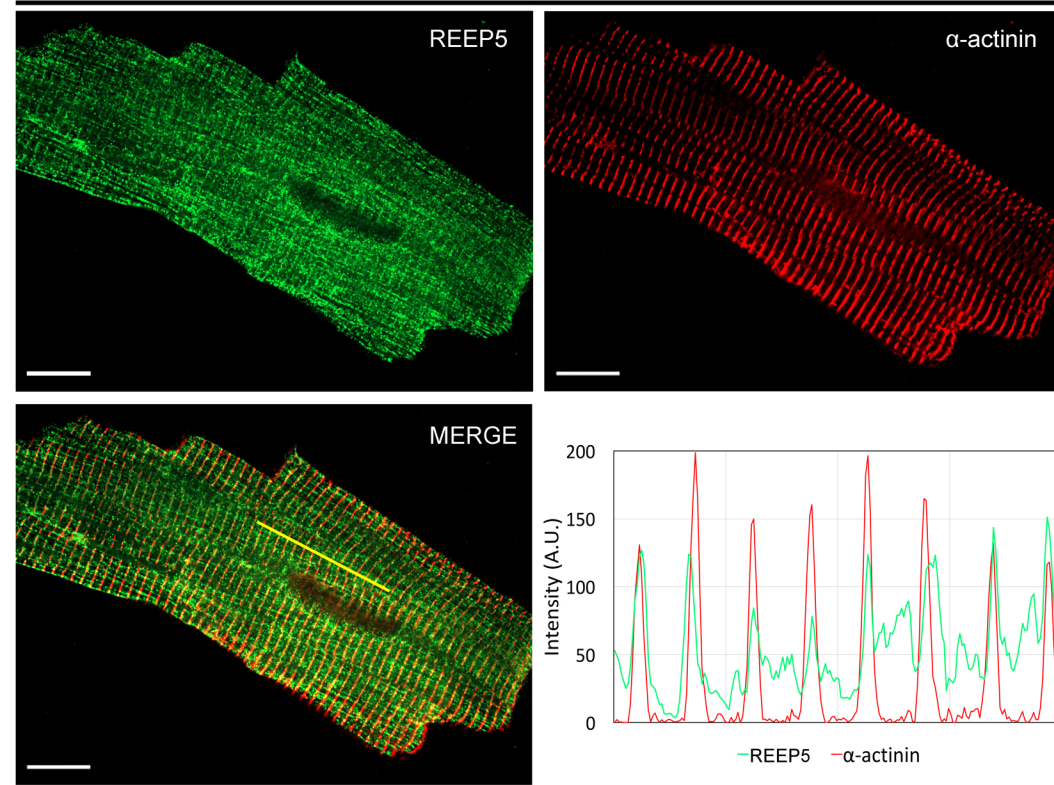 REEP5
α-actinin
MERGE
200
150
100
50
0
Intensity (A.U.)
REEP5
α-actinin